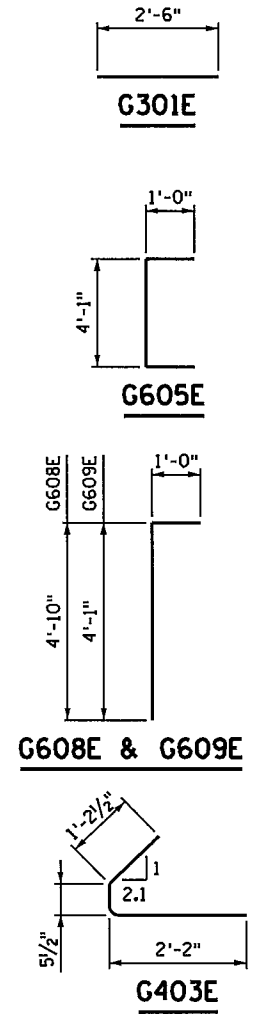 2'-6"
G301E
1'-0"
4'-1"
G605E
G608E
G609E
1'-0"
4'-10"
4'-1"
G608E & G609E
1'-2½"
1
2.1
5½"
2'-2"
G403E